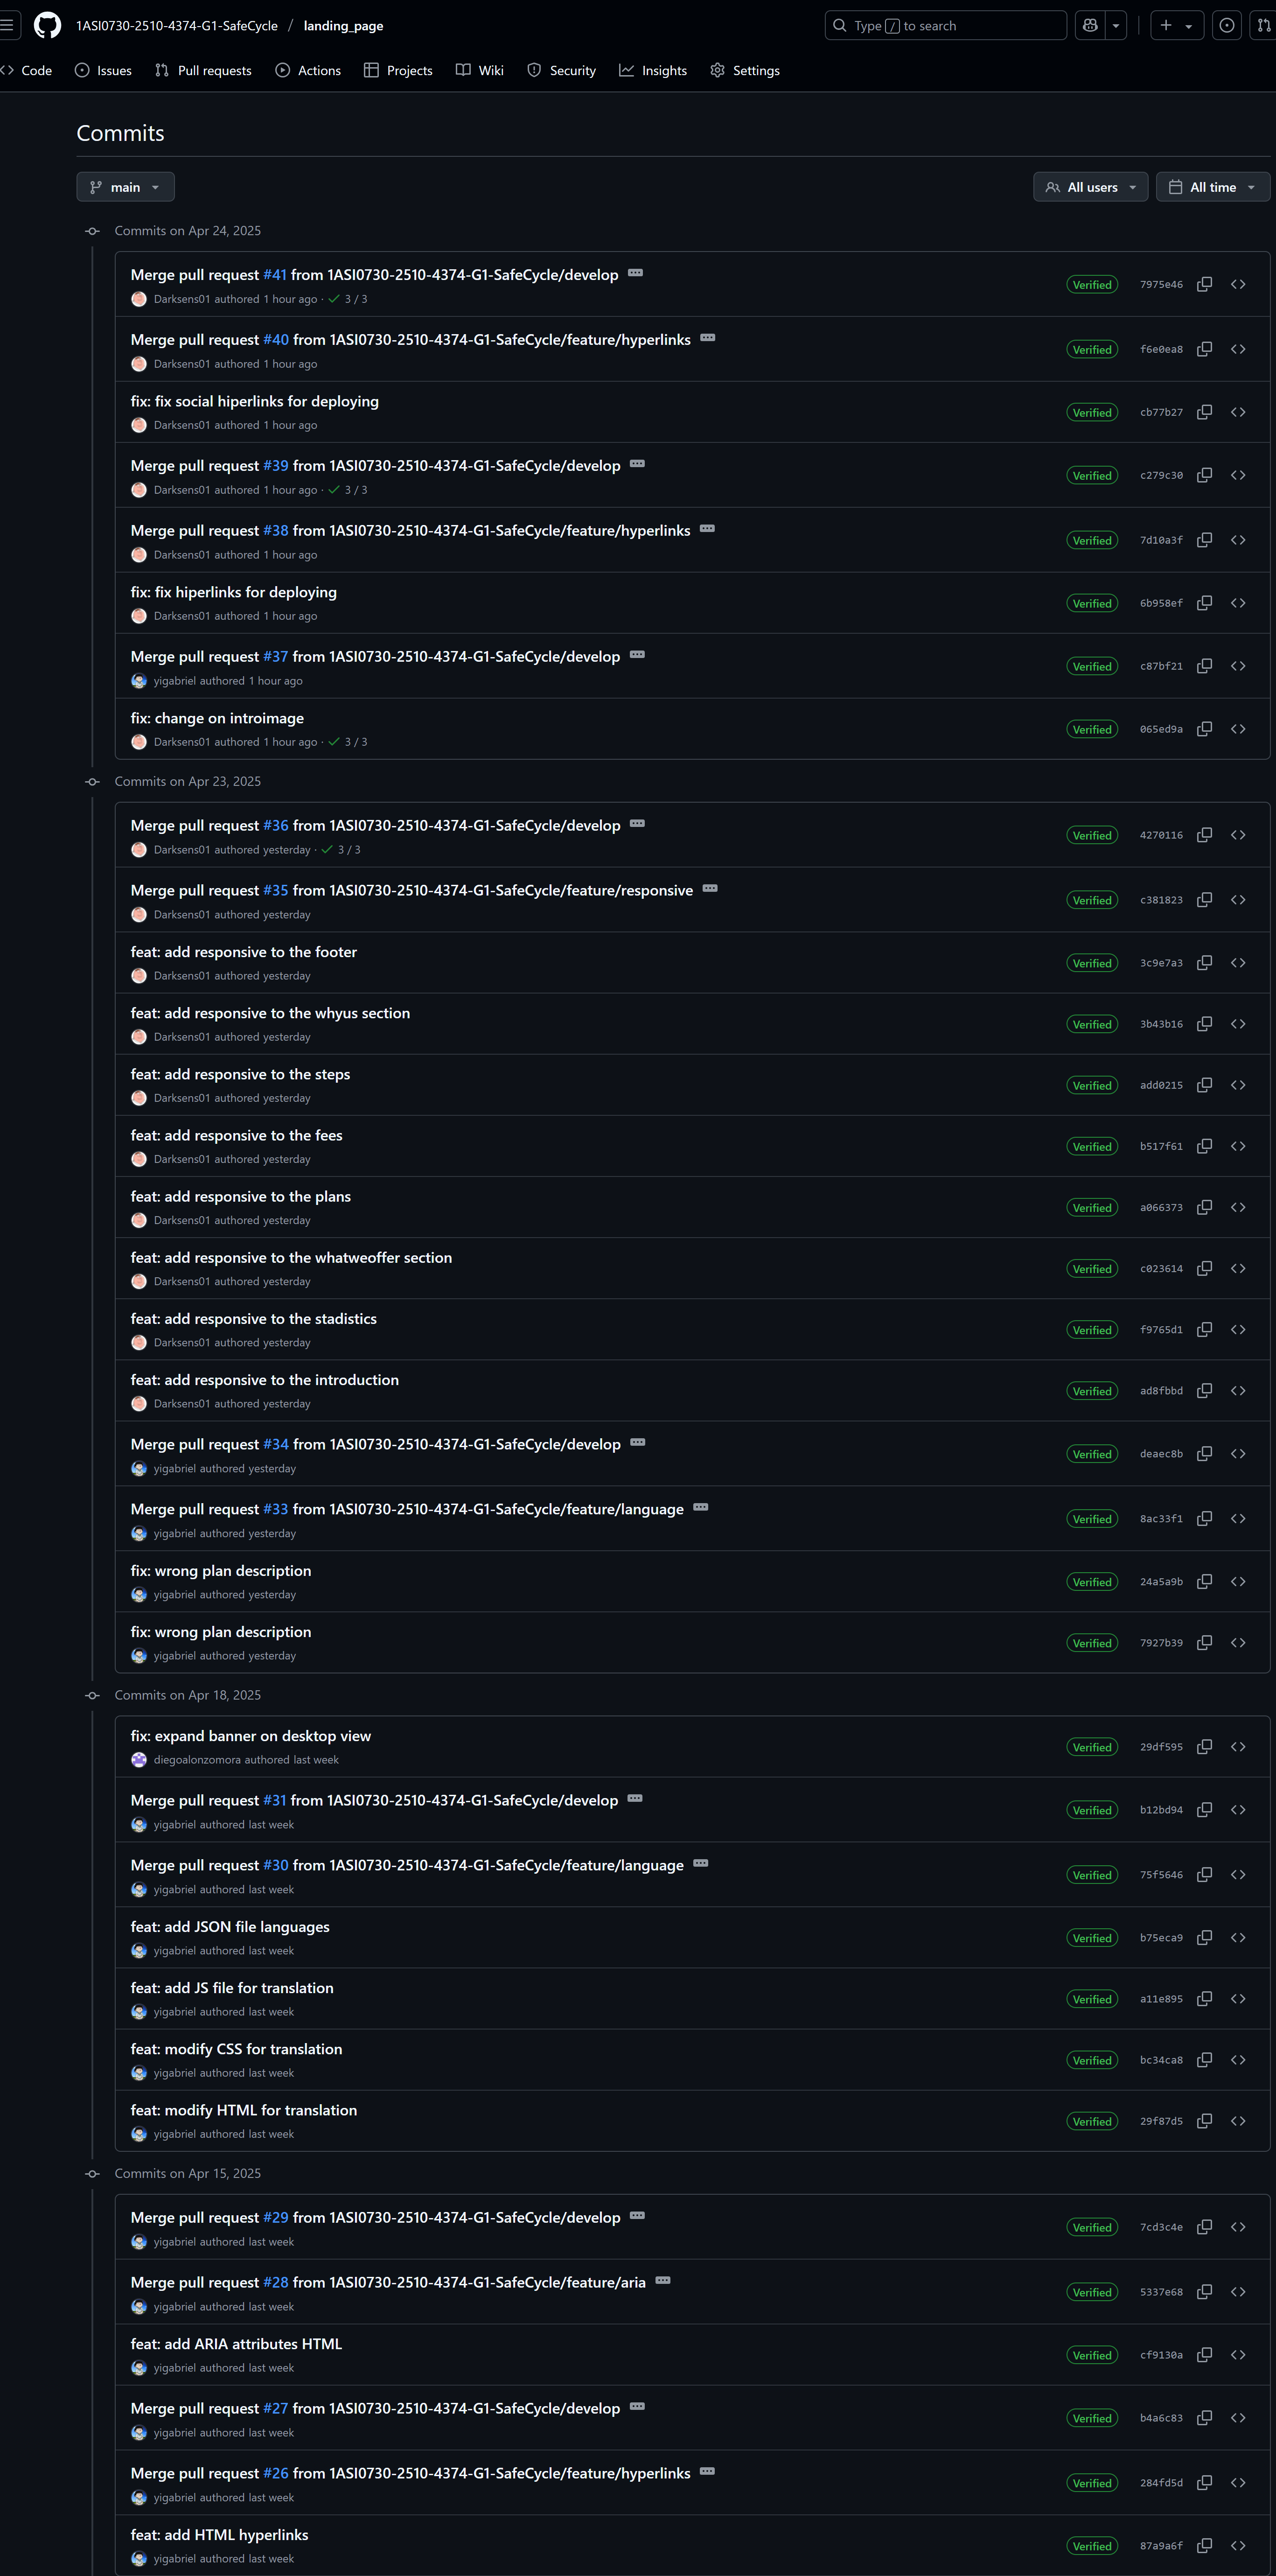 1ASI0730-2510-4374-G1-SafeCycle / landing_page
Type / to search
Code Issues Pull requests Actions Projects Wiki Security Insights Settings
Commits
main All users All time
Commits on Apr 24, 2025
Merge pull request #41 from 1ASI0730-2510-4374-G1-SafeCycle/develop
Verified 7975e46
Darksens01 authored 1 hour ago · 3 / 3
Merge pull request #40 from 1ASI0730-2510-4374-G1-SafeCycle/feature/hyperlinks
Verified f6e0ea8
Darksens01 authored 1 hour ago
fix: fix social hiperlinks for deploying
Verified cb77b27
Darksens01 authored 1 hour ago
Merge pull request #39 from 1ASI0730-2510-4374-G1-SafeCycle/develop
Verified c279c30
Darksens01 authored 1 hour ago · 3 / 3
Merge pull request #38 from 1ASI0730-2510-4374-G1-SafeCycle/feature/hyperlinks
Verified 7d10a3f
Darksens01 authored 1 hour ago
fix: fix hiperlinks for deploying
Verified 6b958ef
Darksens01 authored 1 hour ago
Merge pull request #37 from 1ASI0730-2510-4374-G1-SafeCycle/develop
Verified c87bf21
yigabriel authored 1 hour ago
fix: change on introimage
Verified 065ed9a
Darksens01 authored 1 hour ago · 3 / 3
Commits on Apr 23, 2025
Merge pull request #36 from 1ASI0730-2510-4374-G1-SafeCycle/develop
Verified 4270116
Darksens01 authored yesterday · 3 / 3
Merge pull request #35 from 1ASI0730-2510-4374-G1-SafeCycle/feature/responsive
Verified c381823
Darksens01 authored yesterday
feat: add responsive to the footer
Verified 3c9e7a3
Darksens01 authored yesterday
feat: add responsive to the whyus section
Verified 3b43b16
Darksens01 authored yesterday
feat: add responsive to the steps
Verified add0215
Darksens01 authored yesterday
feat: add responsive to the fees
Verified b517f61
Darksens01 authored yesterday
feat: add responsive to the plans
Verified a066373
Darksens01 authored yesterday
feat: add responsive to the whatweoffer section
Verified c023614
Darksens01 authored yesterday
feat: add responsive to the stadistics
Verified f9765d1
Darksens01 authored yesterday
feat: add responsive to the introduction
Verified ad8fbbd
Darksens01 authored yesterday
Merge pull request #34 from 1ASI0730-2510-4374-G1-SafeCycle/develop
Verified deaec8b
yigabriel authored yesterday
Merge pull request #33 from 1ASI0730-2510-4374-G1-SafeCycle/feature/language
Verified 8ac33f1
yigabriel authored yesterday
fix: wrong plan description
Verified 24a5a9b
yigabriel authored yesterday
fix: wrong plan description
Verified 7927b39
yigabriel authored yesterday
Commits on Apr 18, 2025
fix: expand banner on desktop view
Verified 29df595
diegoalonzomora authored last week
Merge pull request #31 from 1ASI0730-2510-4374-G1-SafeCycle/develop
Verified b12bd94
yigabriel authored last week
Merge pull request #30 from 1ASI0730-2510-4374-G1-SafeCycle/feature/language
Verified 75f5646
yigabriel authored last week
feat: add JSON file languages
Verified b75eca9
yigabriel authored last week
feat: add JS file for translation
Verified a11e895
yigabriel authored last week
feat: modify CSS for translation
Verified bc34ca8
yigabriel authored last week
feat: modify HTML for translation
Verified 29f87d5
yigabriel authored last week
Commits on Apr 15, 2025
Merge pull request #29 from 1ASI0730-2510-4374-G1-SafeCycle/develop
Verified 7cd3c4e
yigabriel authored last week
Merge pull request #28 from 1ASI0730-2510-4374-G1-SafeCycle/feature/aria
Verified 5337e68
yigabriel authored last week
feat: add ARIA attributes HTML
Verified cf9130a
yigabriel authored last week
Merge pull request #27 from 1ASI0730-2510-4374-G1-SafeCycle/develop
Verified b4a6c83
yigabriel authored last week
Merge pull request #26 from 1ASI0730-2510-4374-G1-SafeCycle/feature/hyperlinks
Verified 284fd5d
yigabriel authored last week
feat: add HTML hyperlinks
Verified 87a9a6f
yigabriel authored last week